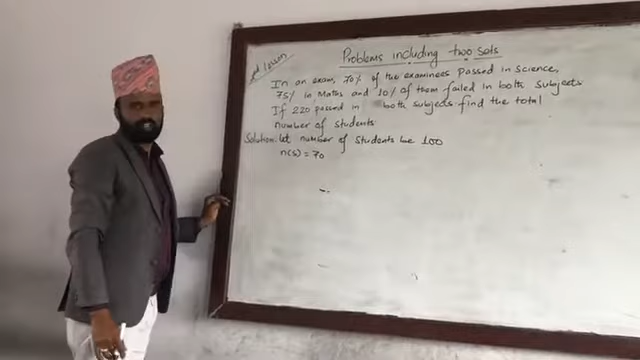 Problems including two sets
In an exam, 70% of the examinees passed in Science,
75% in Maths and 10% of them failed in both subjects
If 220 passed in both subjects find the total
number of students
Solution: let number of students be 100
n(s) = 70